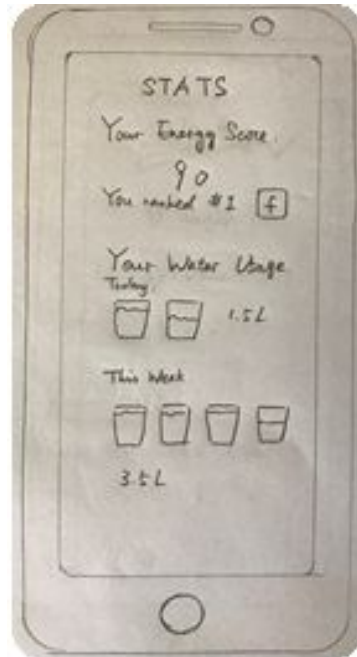 STATS
Your Energy Score.
90
You ranked #1 f
Your Water Usage
Today.
1.5L
This Week
3.5L